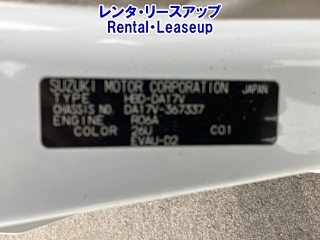 レンタ・リースアップ
Rental・Leaseup
SUZUKI MOTOR CORPORATION JAPAN
TYPE HBD-DA17V
CHASSIS NO. DA17V-367337
ENGINE R06A
COLOR 26U C01
EVAU-D2